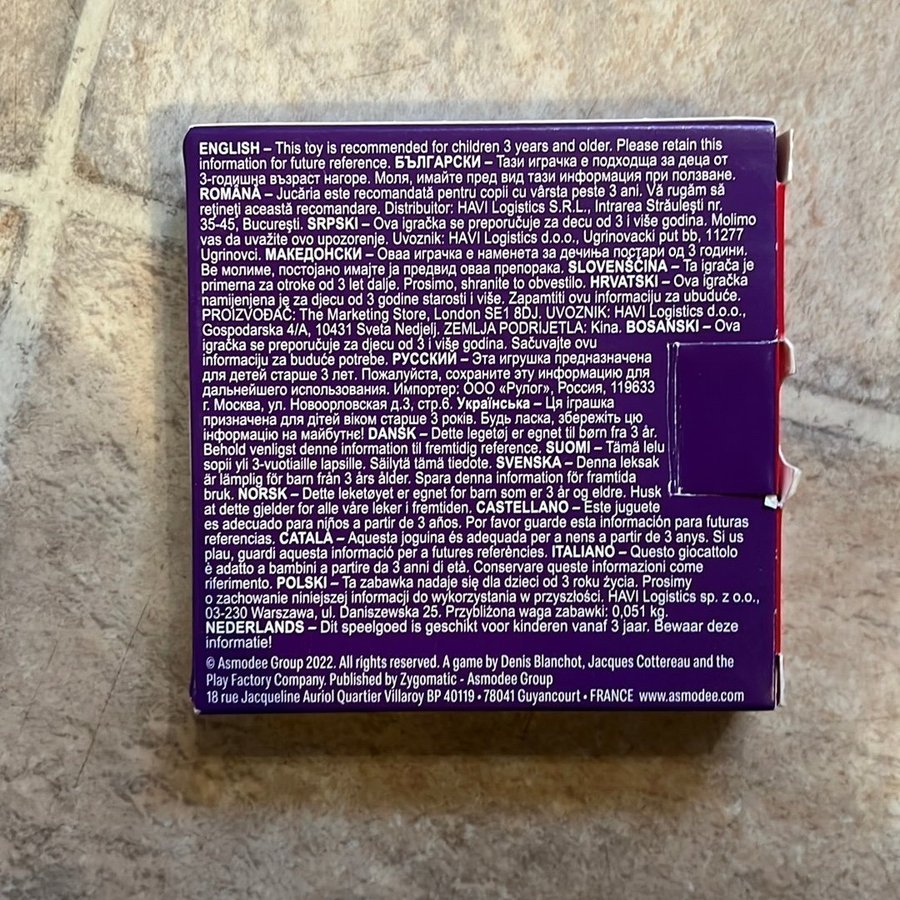 ENGLISH – This toy is recommended for children 3 years and older. Please retain this
information for future reference. БЪЛГАРСКИ – Тази играчка е подходяща за деца от
3-годишна възраст нагоре. Моля, имайте пред вид тази информация при ползване.
ROMÂNĂ – Jucăria este recomandată pentru copii cu vârsta peste 3 ani. Vă rugăm să
rețineți această recomandare. Distribuitor: HAVI Logistics S.R.L., Intrarea Străulești nr.
35-45, București. SRPSKI – Ova igračka se preporučuje za decu od 3 i više godina. Molimo
vas da uvažite ovo upozorenje. Uvoznik: HAVI Logistics d.o.o., Ugrinovacki put bb, 11277
Ugrinovci. МАКЕДОНСКИ – Оваа играчка е наменета за дечиња постари од 3 години.
Ве молиме, постојано имајте ја предвид оваа препорака. SLOVENŠČINA – Ta igrača je
primerna za otroke od 3 let dalje. Prosimo, shranite to obvestilo. HRVATSKI – Ova igračka
namijenjena je za djecu od 3 godine starosti i više. Zapamtiti ovu informaciju za ubuduće.
PROIZVOĐAČ: The Marketing Store, London SE1 8DJ. UVOZNIK: HAVI Logistics d.o.o.,
Gospodarska 4/A, 10431 Sveta Nedjelj. ZEMLJA PODRIJETLA: Kina. BOSANSKI – Ova
igračka se preporučuje za djecu od 3 i više godina. Sačuvajte ovu
informaciju za buduće potrebe. РУССКИЙ – Эта игрушка предназначена
для детей старше 3 лет. Пожалуйста, сохраните эту информацию для
дальнейшего использования. Импортер: ООО «Рулог», Россия, 119633
г. Москва, ул. Новоорловская д.3, стр.6. Українська – Ця іграшка
призначена для дітей віком старше 3 років. Будь ласка, збережіть цю
інформацію на майбутнє! DANSK – Dette legetøj er egnet til børn fra 3 år.
Behold venligst denne information til fremtidig reference. SUOMI – Tämä lelu
sopii yli 3-vuotiaille lapsille. Säilytä tämä tiedote. SVENSKA – Denna leksak
är lämplig för barn från 3 års ålder. Spara denna information för framtida
bruk. NORSK – Dette leketøyet er egnet for barn som er 3 år og eldre. Husk
at dette gjelder for alle våre leker i fremtiden. CASTELLANO – Este juguete
es adecuado para niños a partir de 3 años. Por favor guarde esta información para futuras
referencias. CATALÀ – Aquesta joguina és adequada per a nens a partir de 3 anys. Si us
plau, guardi aquesta informació per a futures referències. ITALIANO – Questo giocattolo
è adatto a bambini a partire da 3 anni di età. Conservare queste informazioni come
riferimento. POLSKI – Ta zabawka nadaje się dla dzieci od 3 roku życia. Prosimy
o zachowanie niniejszej informacji do wykorzystania w przyszłości. HAVI Logistics sp. z o.o.,
03-230 Warszawa, ul. Daniszewska 25. Przybliżona waga zabawki: 0,051 kg.
NEDERLANDS – Dit speelgoed is geschikt voor kinderen vanaf 3 jaar. Bewaar deze
informatie!
© Asmodee Group 2022. All rights reserved. A game by Denis Blanchot, Jacques Cottereau and the
Play Factory Company. Published by Zygomatic - Asmodee Group
18 rue Jacqueline Auriol Quartier Villaroy BP 40119 • 78041 Guyancourt • FRANCE www.asmodee.com